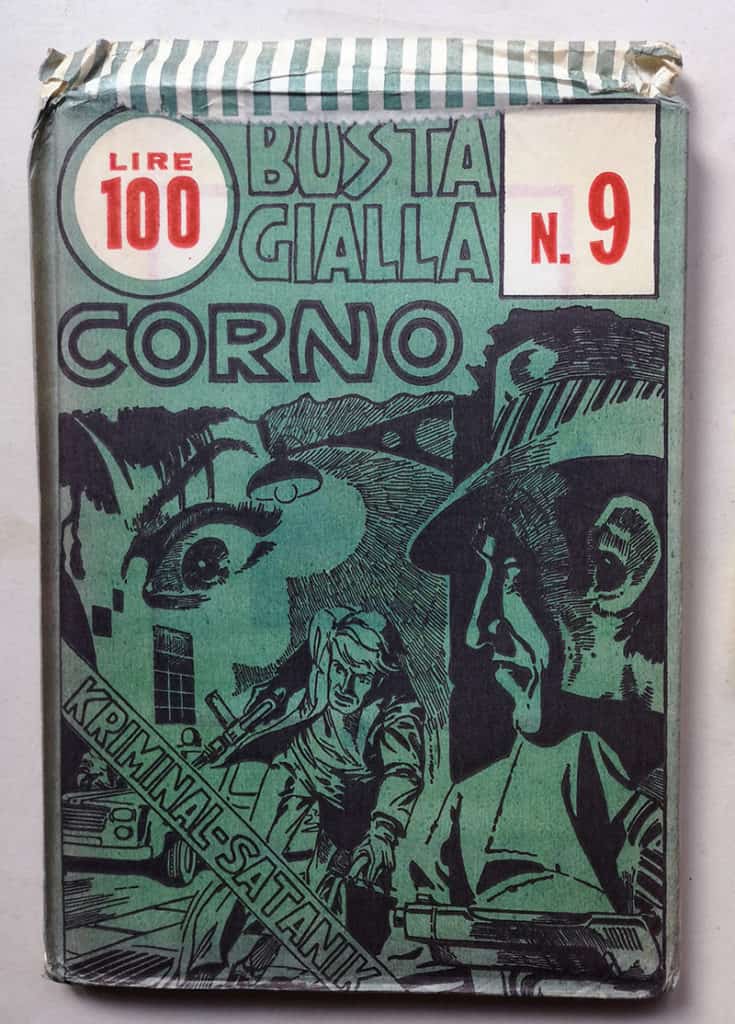 LIRE
100
BUSTA
GIALLA
N. 9
CORNO
KRIMINAL-SATANIK